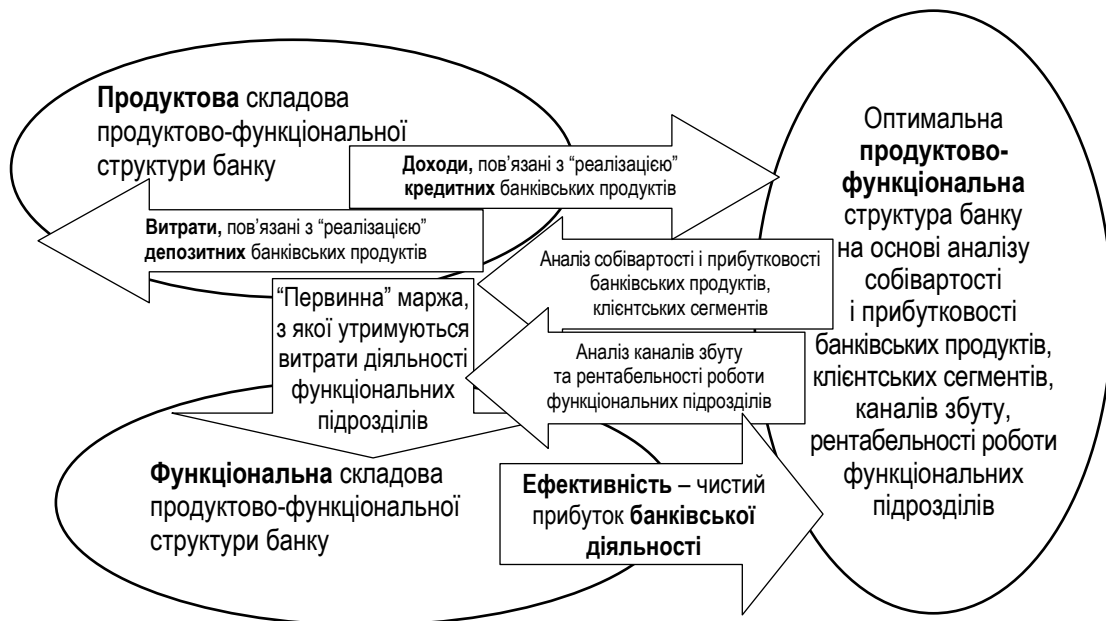 Продуктова складова
продуктово-функціональної
структури банку
Доходи, пов’язані з “реалізацією”
кредитних банківських продуктів
Витрати, пов’язані з “реалізацією”
депозитних банківських продуктів
Аналіз собівартості і прибутковості
банківських продуктів,
клієнтських сегментів
“Первинна” маржа,
з якої утримуються
витрати діяльності
функціональних
підрозділів
Аналіз каналів збуту
та рентабельності роботи
функціональних підрозділів
Функціональна складова
продуктово-функціональної
структури банку
Ефективність – чистий
прибуток банківської
діяльності
Оптимальна
продуктово-
функціональна
структура банку
на основі аналізу
собівартості
і прибутковості
банківських продуктів,
клієнтських сегментів,
каналів збуту,
рентабельності роботи
функціональних
підрозділів